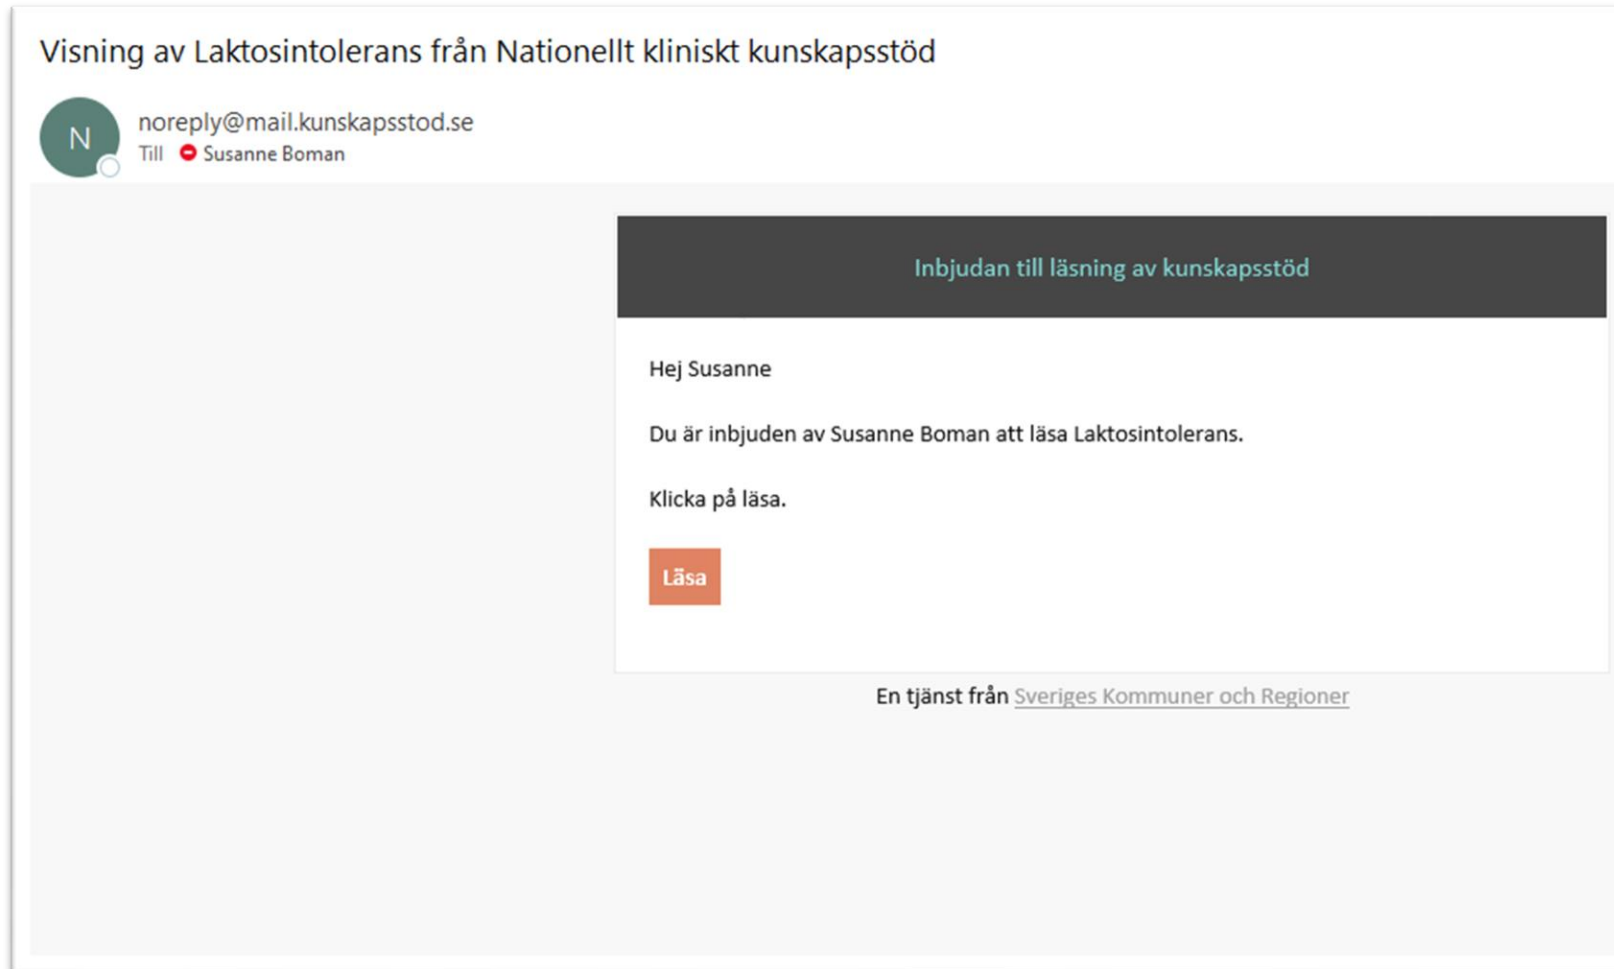 Visning av Laktosintolerans från Nationellt kliniskt kunskapsstöd
N
noreply@mail.kunskapsstod.se
Till Susanne Boman
Inbjudan till läsning av kunskapsstöd
Hej Susanne
Du är inbjuden av Susanne Boman att läsa Laktosintolerans.
Klicka på läsa.
Läsa
En tjänst från Sveriges Kommuner och Regioner